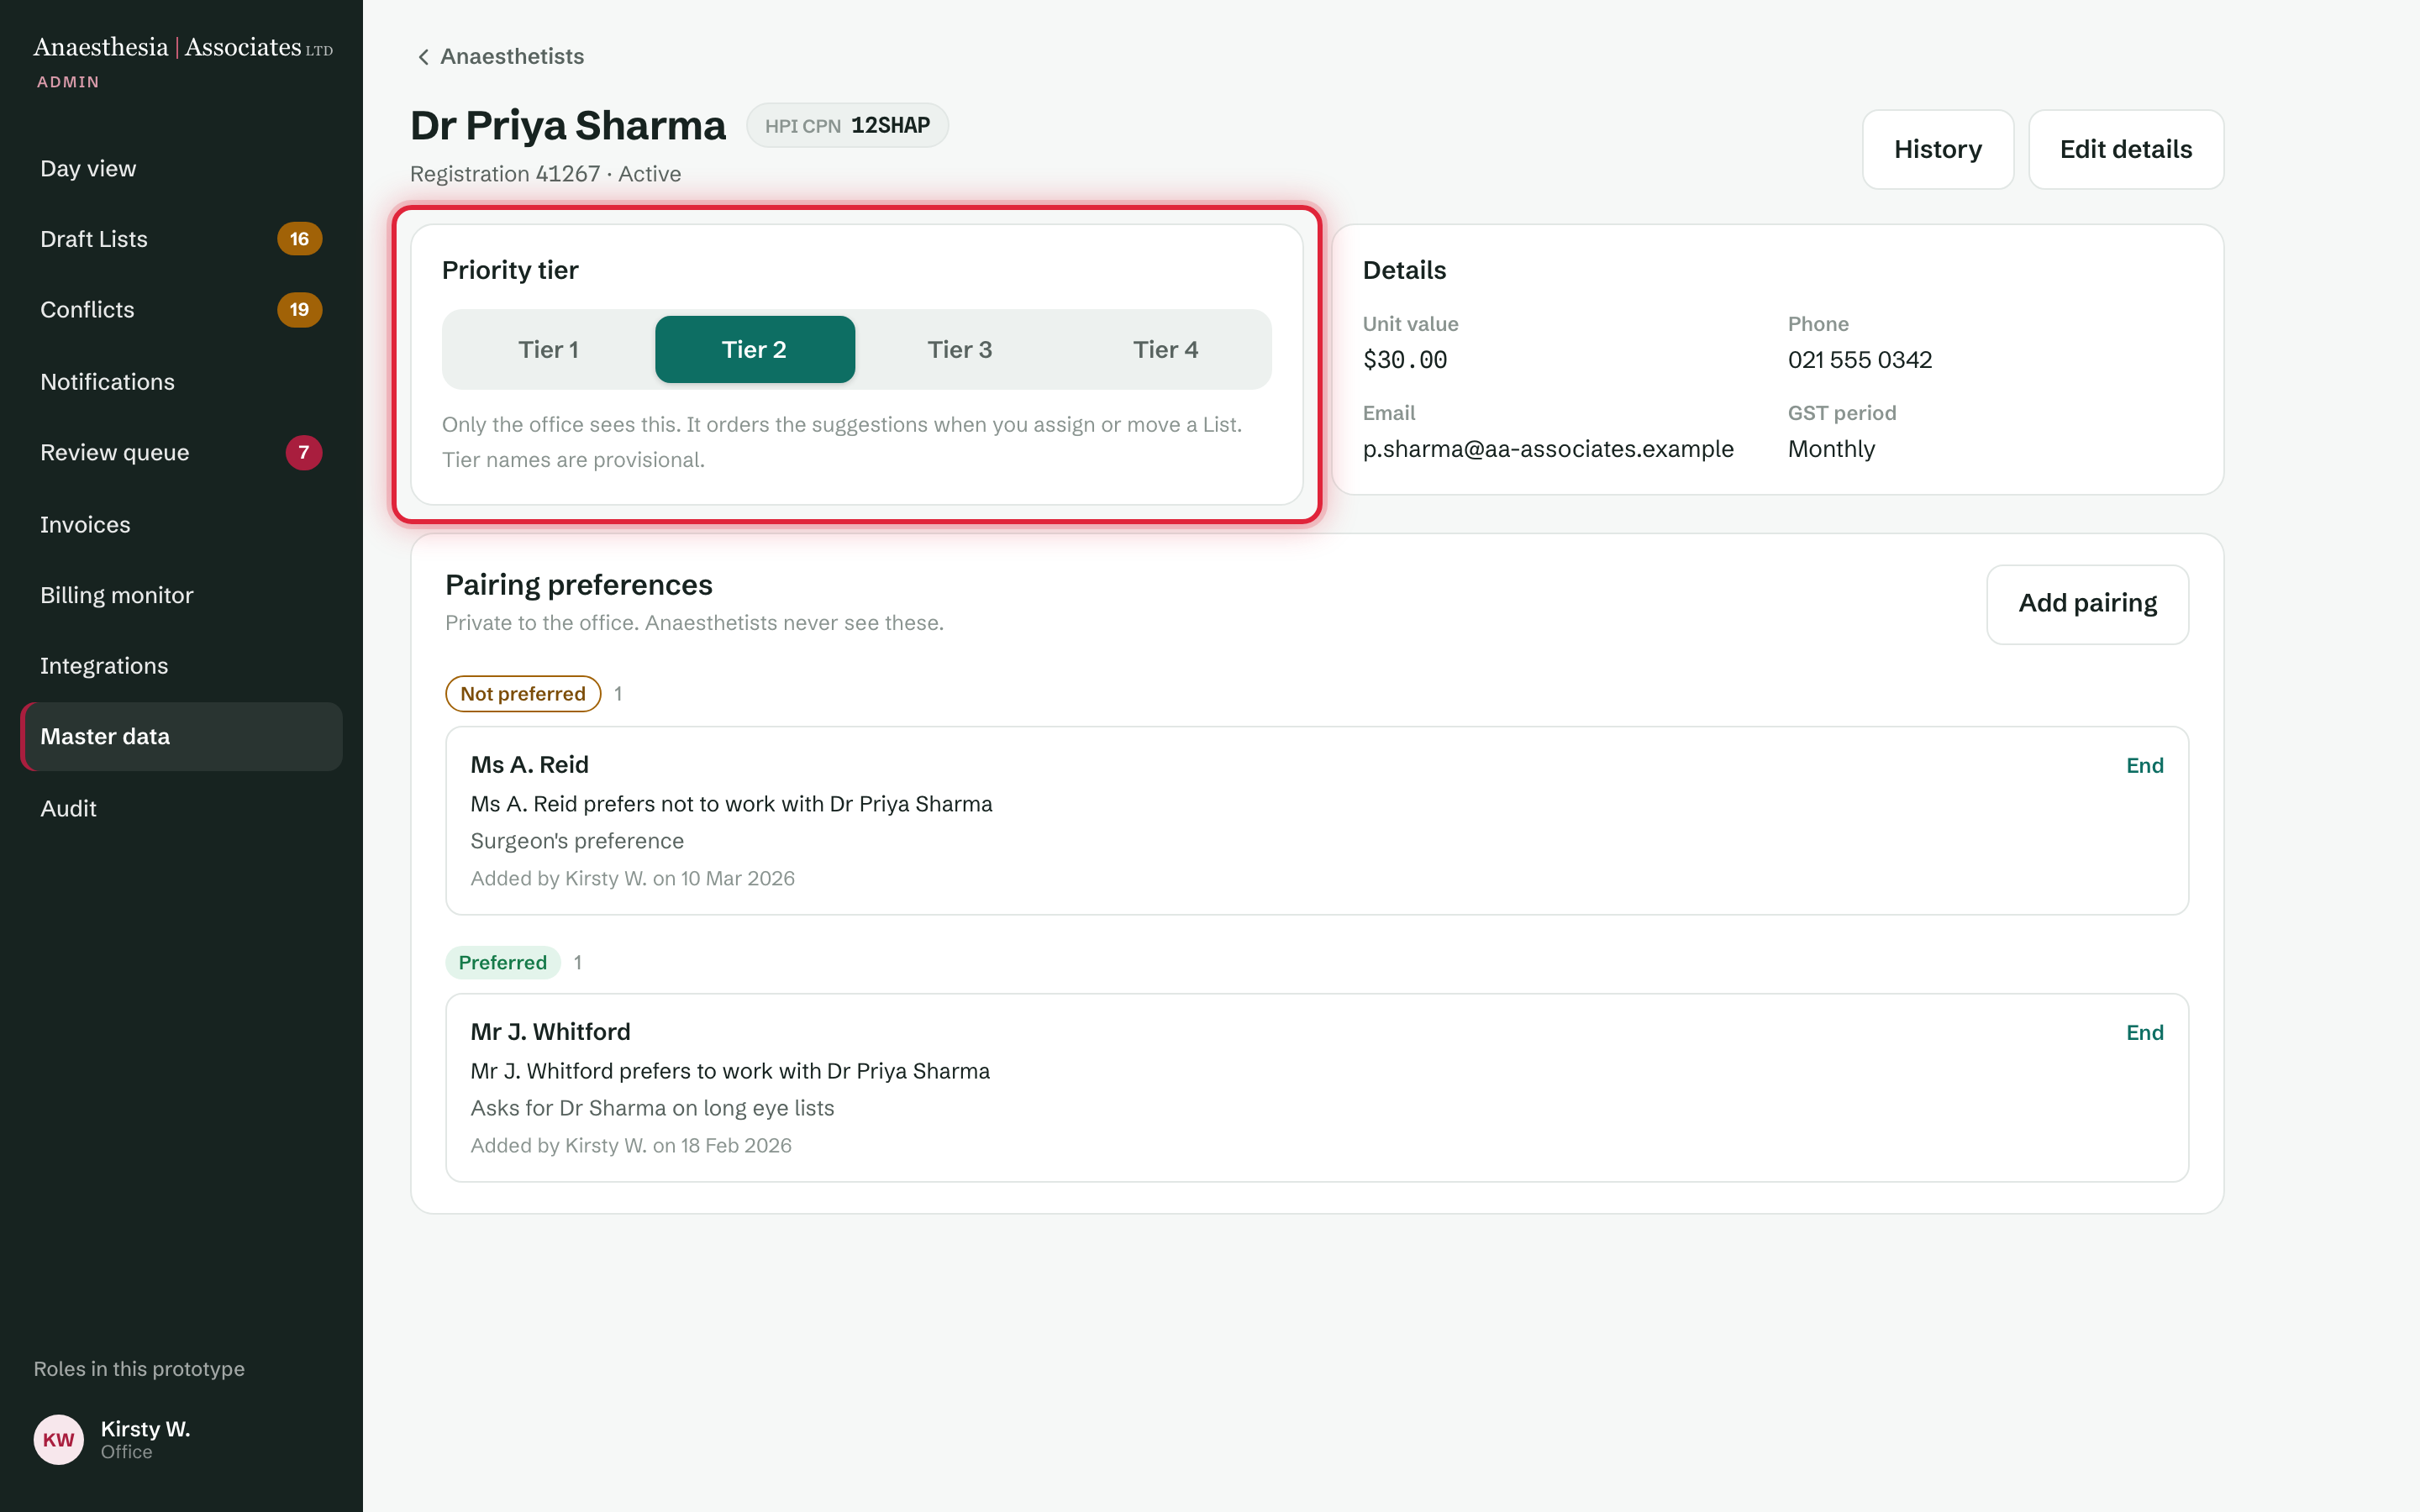 Anaesthesia | Associates LTD
ADMIN
Day view
Draft Lists 16
Conflicts 19
Notifications
Review queue 7
Invoices
Billing monitor
Integrations
Master data
Audit
Roles in this prototype
KW
Kirsty W.
Office
Anaesthetists
Dr Priya Sharma HPI CPN 12SHAP
Registration 41267 · Active
History
Edit details
Priority tier
Tier 1 Tier 2 Tier 3 Tier 4
Only the office sees this. It orders the suggestions when you assign or move a List.
Tier names are provisional.
Details
Unit value
$30.00
Phone
021 555 0342
Email
p.sharma@aa-associates.example
GST period
Monthly
Pairing preferences
Private to the office. Anaesthetists never see these.
Add pairing
Not preferred 1
Ms A. Reid
End
Ms A. Reid prefers not to work with Dr Priya Sharma
Surgeon's preference
Added by Kirsty W. on 10 Mar 2026
Preferred 1
Mr J. Whitford
End
Mr J. Whitford prefers to work with Dr Priya Sharma
Asks for Dr Sharma on long eye lists
Added by Kirsty W. on 18 Feb 2026